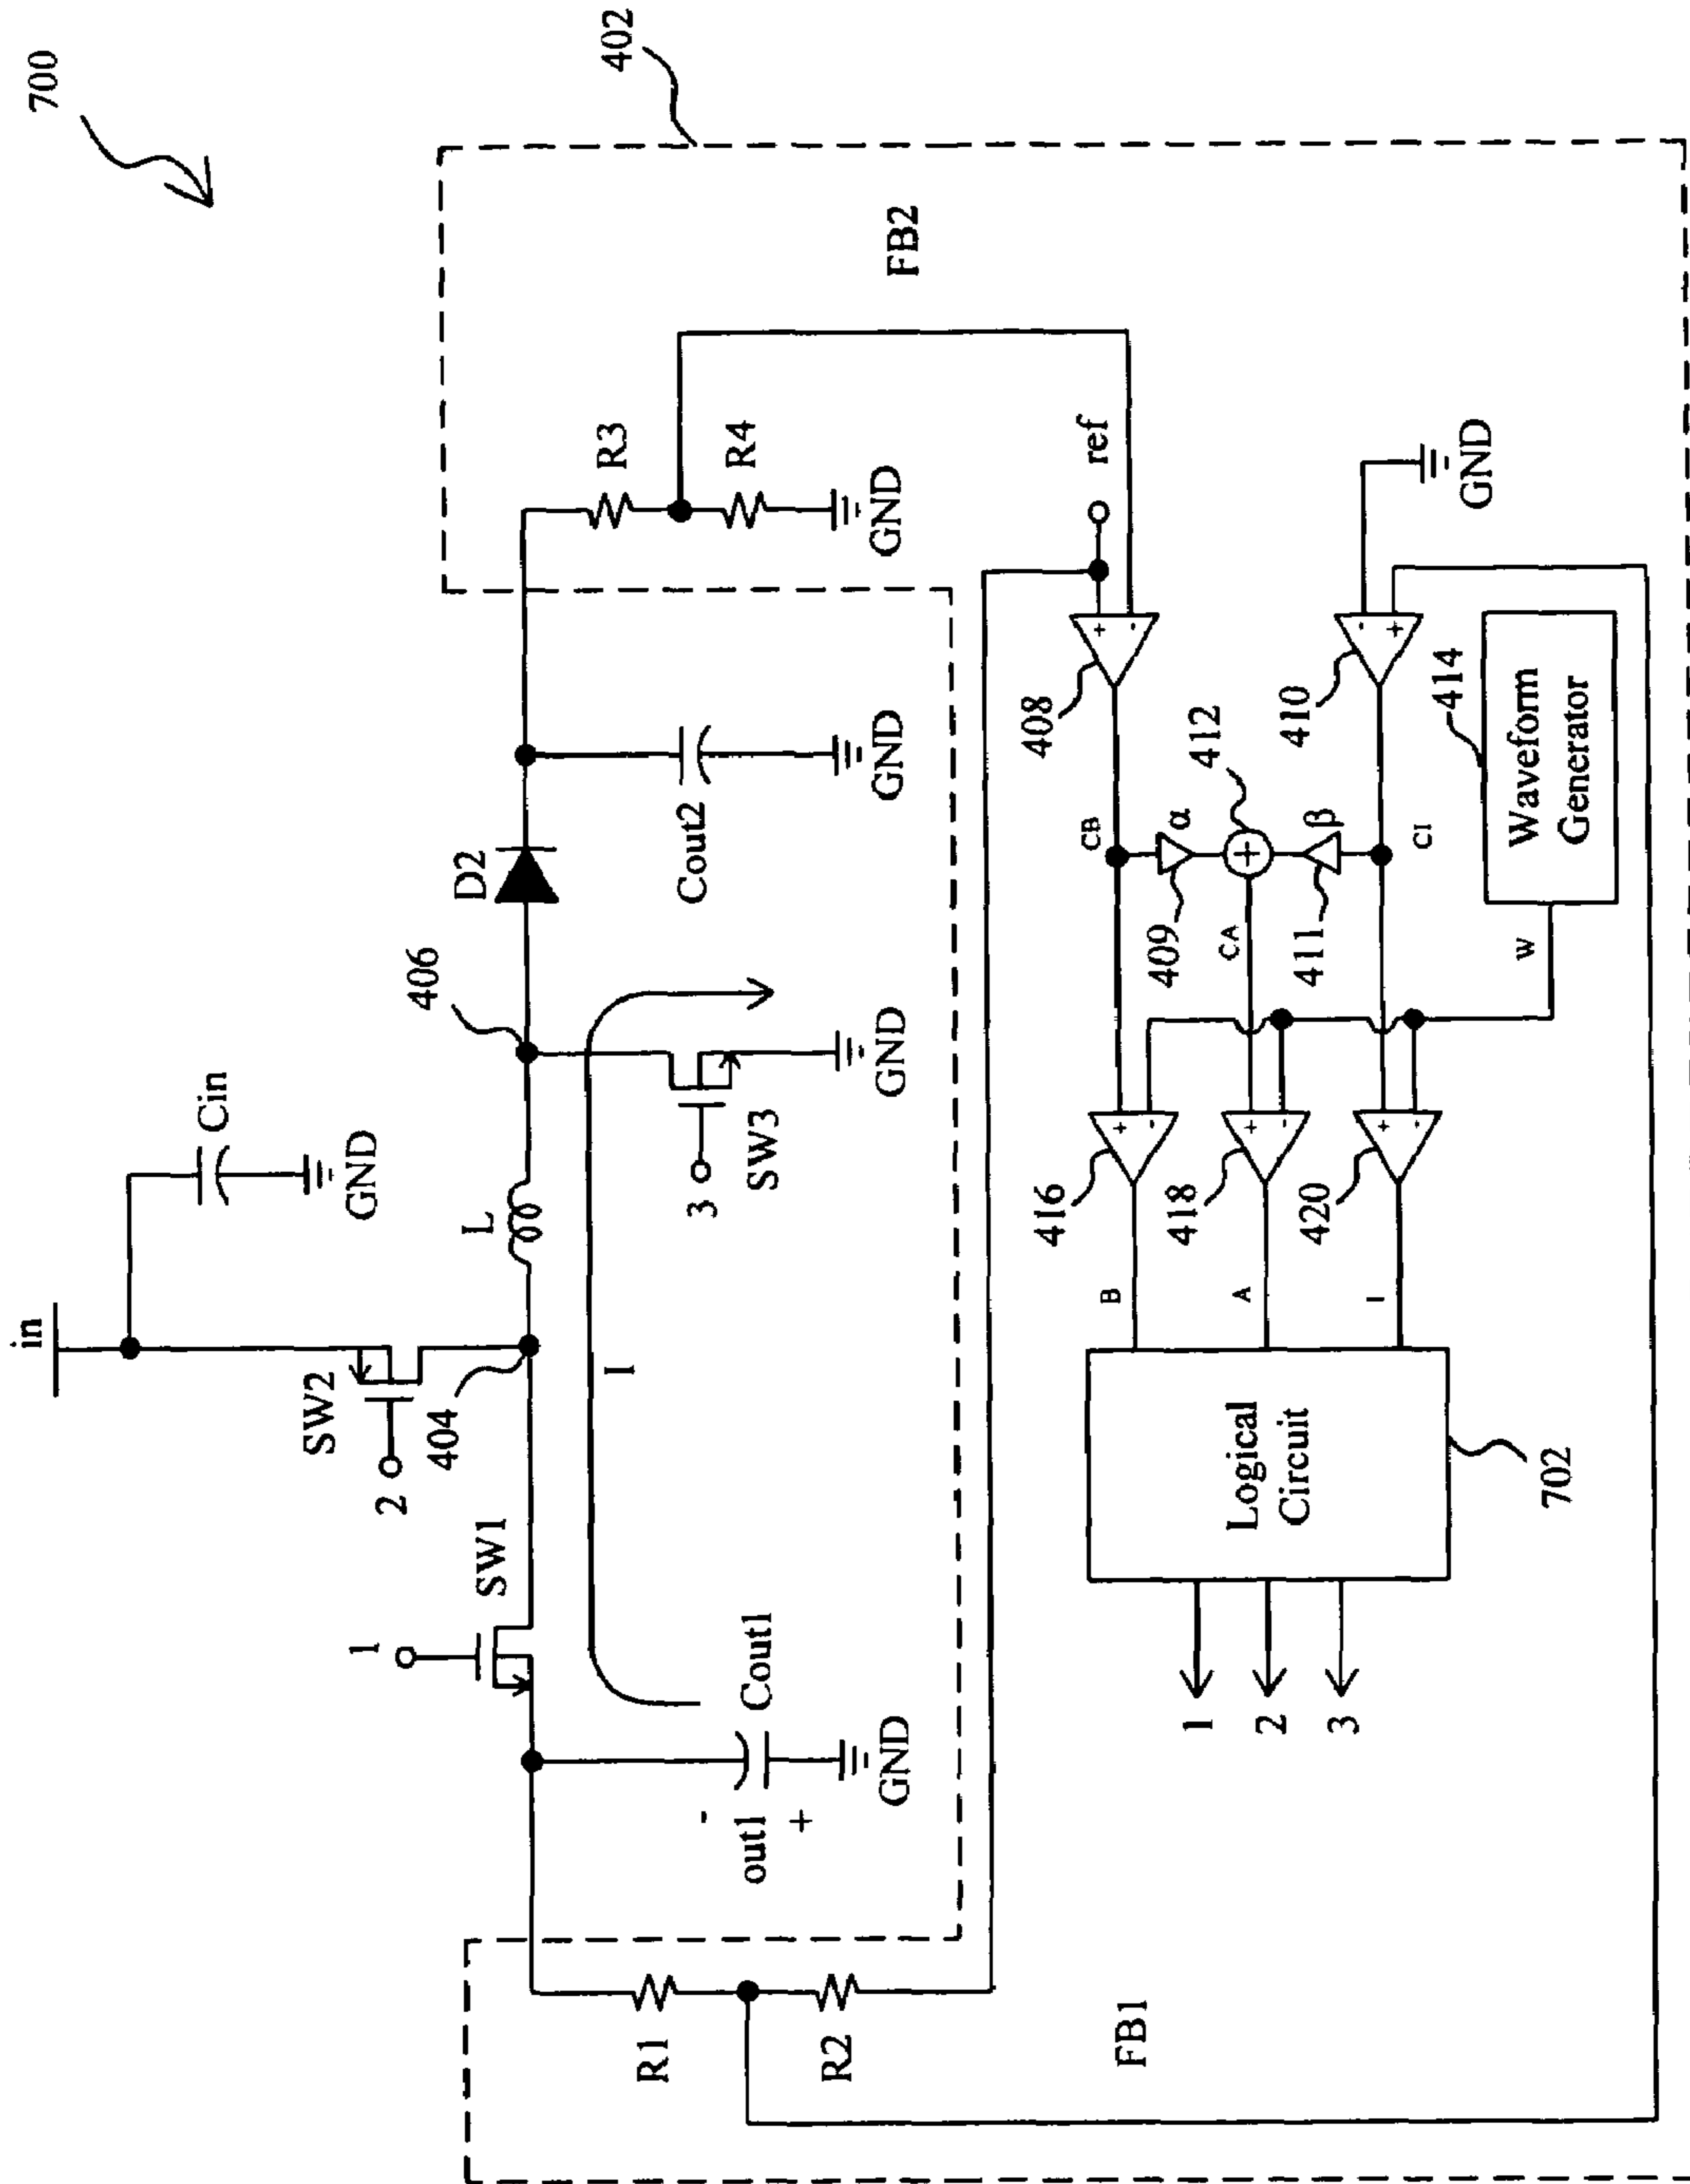 700
402
in
Cin
GND
SW2
2
404
406
L
D2
SW1
1
I
3
SW3
GND
Cout2
GND
R3
R4
GND
FB2
-
out1
+
Cout1
GND
R1
R2
FB1
ref
+
-
408
CB
α
409
412
+
CA
β
411
CI
-
+
410
GND
414
Waveform
Generator
W
+
-
416
+
-
418
+
-
420
B
A
I
Logical
Circuit
702
1
2
3